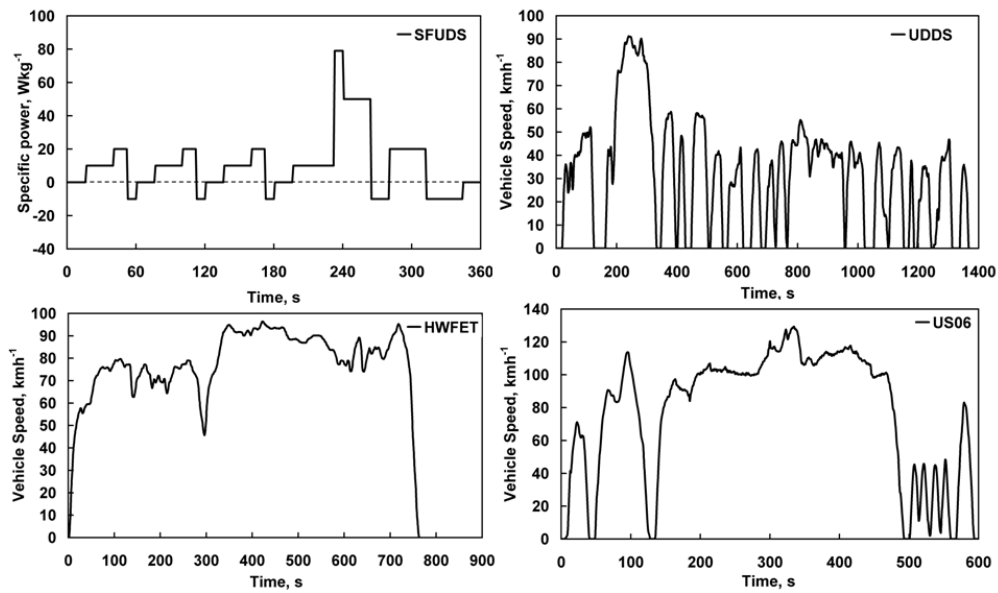 SFUDS
Specific power, Wkg⁻¹
100
80
60
40
20
0
-20
-40
0 60 120 180 240 300 360
Time, s
UDDS
Vehicle Speed, kmh⁻¹
100
90
80
70
60
50
40
30
20
10
0
0 200 400 600 800 1000 1200 1400
Time, s
HWFET
Vehicle Speed, kmh⁻¹
100
90
80
70
60
50
40
30
20
10
0
0 100 200 300 400 500 600 700 800 900
Time, s
US06
Vehicle Speed, kmh⁻¹
140
120
100
80
60
40
20
0
0 100 200 300 400 500 600
Time, s